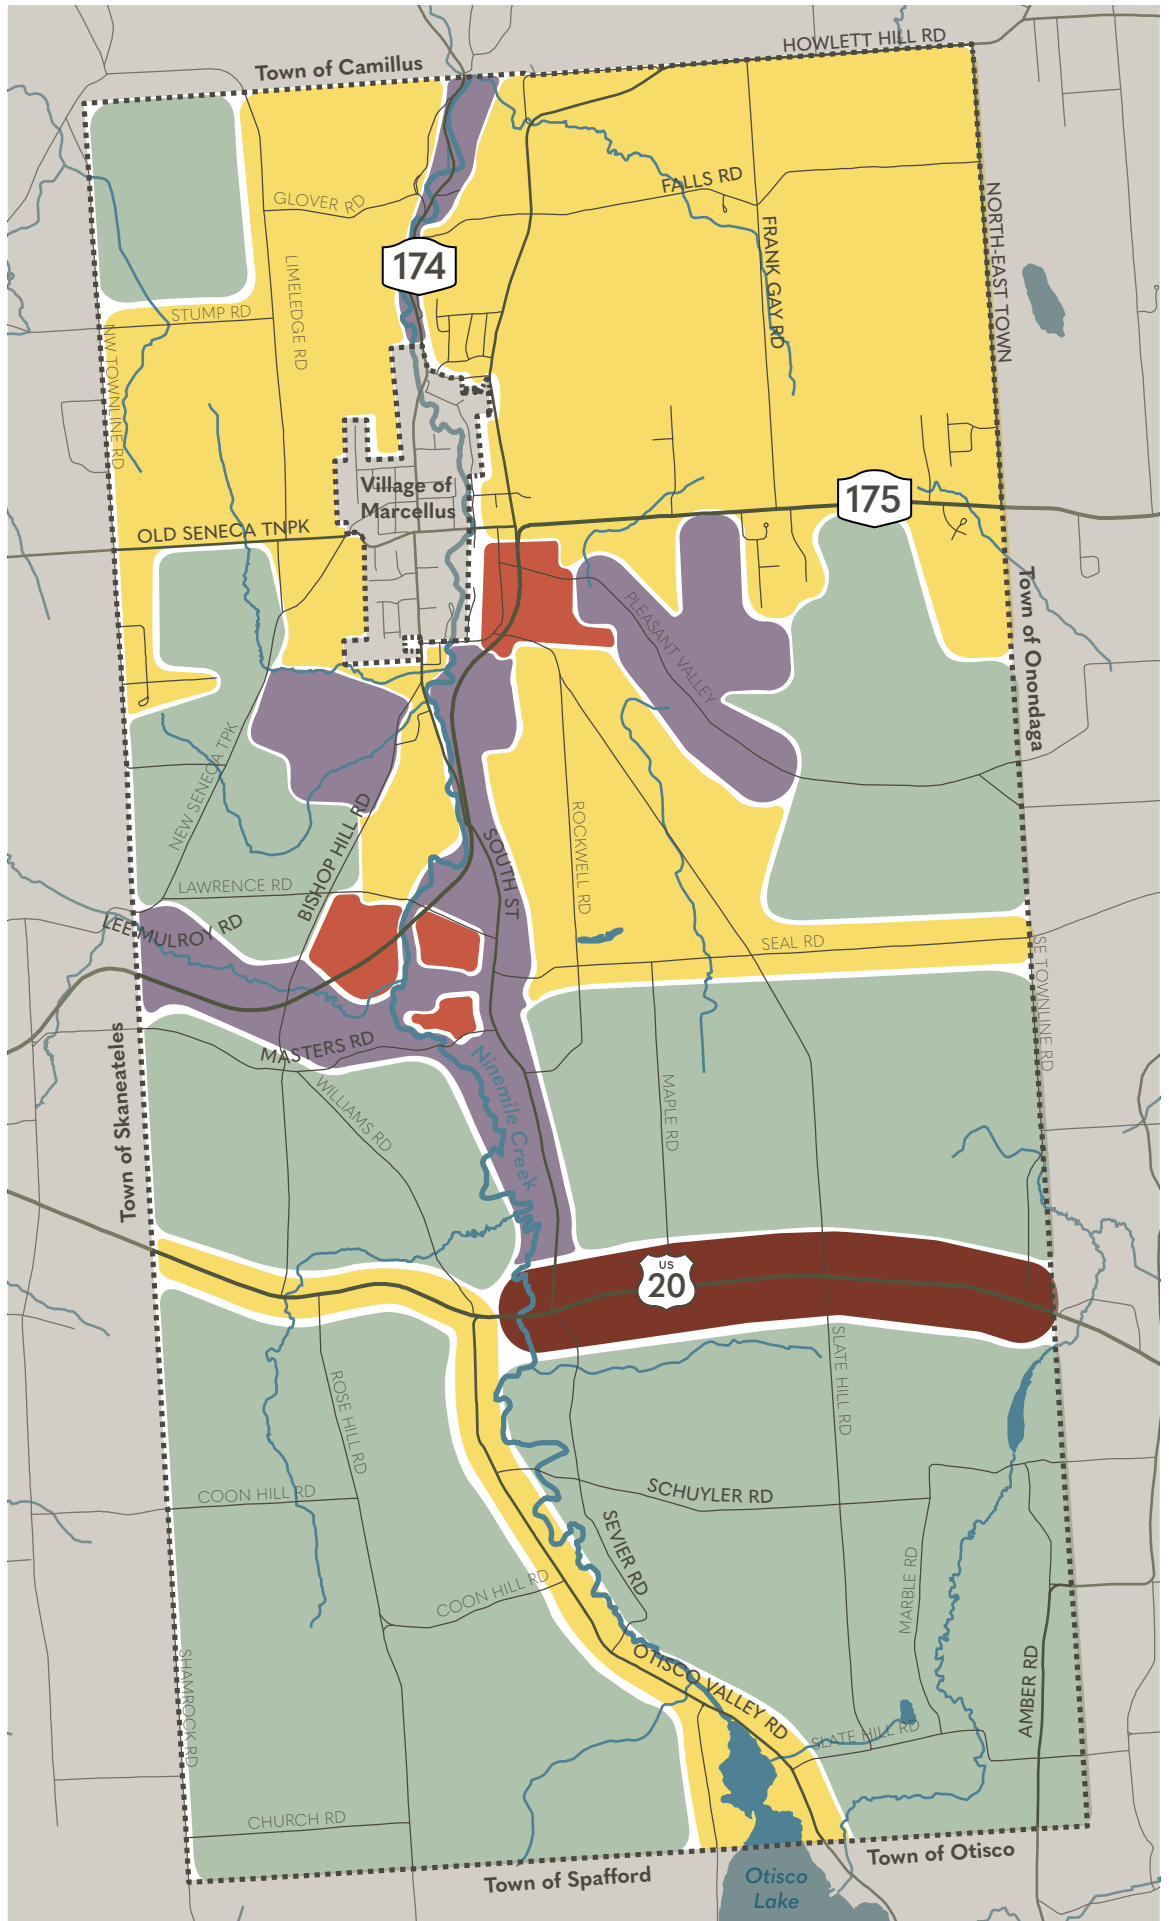 HOWLETT HILL RD
Town of Camillus
FALLS RD
GLOVER RD
NORTH-EAST TOWN
FRANK GAY RD
174
LIMELEDGE RD
STUMP RD
NW TOWNLINE RD
Village of
Marcellus
175
OLD SENECA TNPK
PLEASANT VALLEY
Town of Onondaga
NEW SENECA TPK
BISHOP HILL RD
ROCKWELL RD
SOUTH ST
LAWRENCE RD
LEE MULROY RD
SEAL RD
SE TOWNLINE RD
MASTERS RD
Ninemile Creek
Town of Skaneateles
WILLIAMS RD
MAPLE RD
US
20
SLATE HILL RD
ROSE HILL RD
COON HILL RD
SCHUYLER RD
SEVIER RD
COON HILL RD
MARBLE RD
SHAMROCK RD
OTISCO VALLEY RD
AMBER RD
SLATE HILL RD
CHURCH RD
Town of Otisco
Town of Spafford
Otisco
Lake